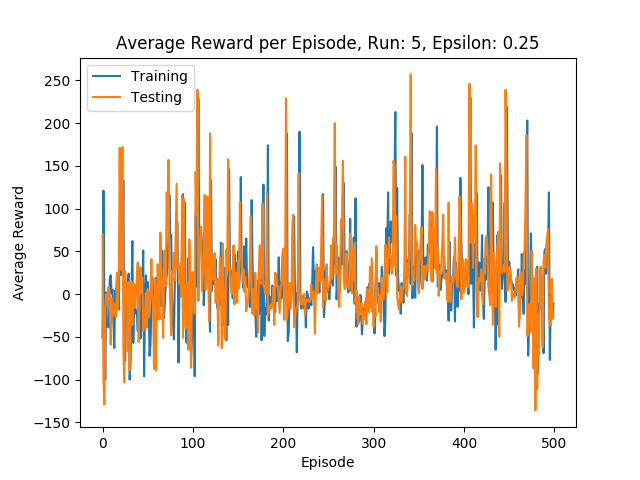 Average Reward per Episode, Run: 5, Epsilon: 0.25
Training
Testing
250
200
150
100
50
0
−50
−100
−150
Average Reward
0 100 200 300 400 500
Episode